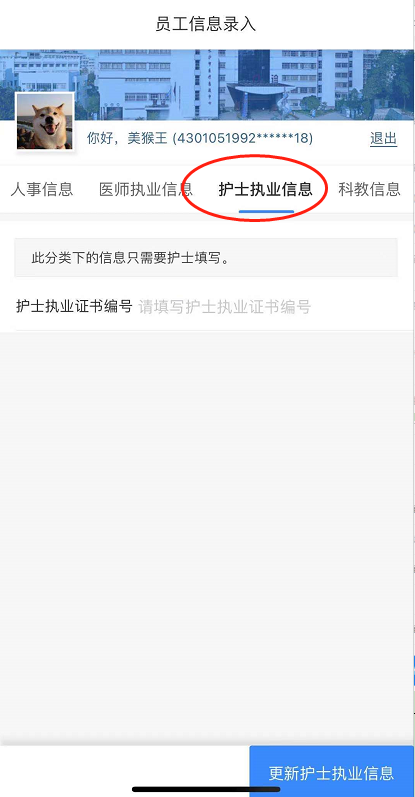 员工信息录入
你好，美猴王 (4301051992******18) 退出
人事信息 医师执业信息 护士执业信息 科教信息
此分类下的信息只需要护士填写。
护士执业证书编号 请填写护士执业证书编号
更新护士执业信息